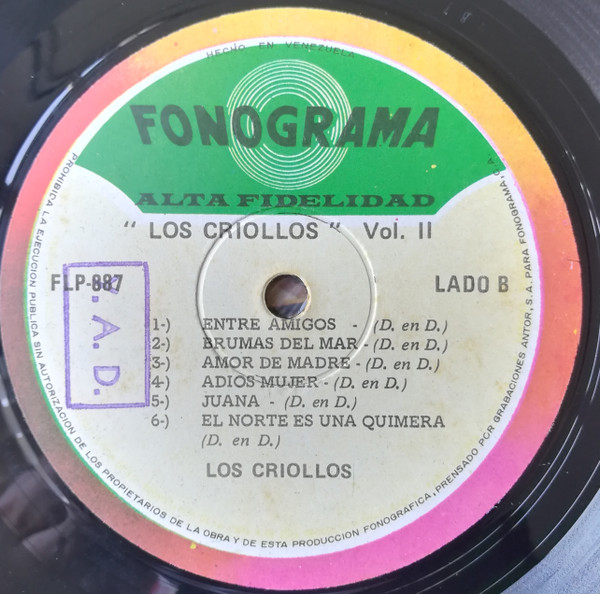 HECHO EN VENEZUELA
FONOGRAMA
ALTA FIDELIDAD
" LOS CRIOLLOS " Vol. II
FLP-887
LADO B
1-) ENTRE AMIGOS - (D. en D.)
2-) BRUMAS DEL MAR - (D. en D.)
3-) AMOR DE MADRE - (D. en D.)
4-) ADIOS MUJER - (D. en D.)
5-) JUANA - (D. en D.)
6-) EL NORTE ES UNA QUIMERA
(D. en D.)
LOS CRIOLLOS
A. D.
PROHIBIDA LA EJECUCION PUBLICA SIN AUTORIZACION DE LOS PROPIETARIOS DE LA OBRA Y DE ESTA PRODUCCION FONOGRAFICA, PRENSADO POR GRABACIONES ANTOR, S.A. PARA FONOGRAMA, C.A.